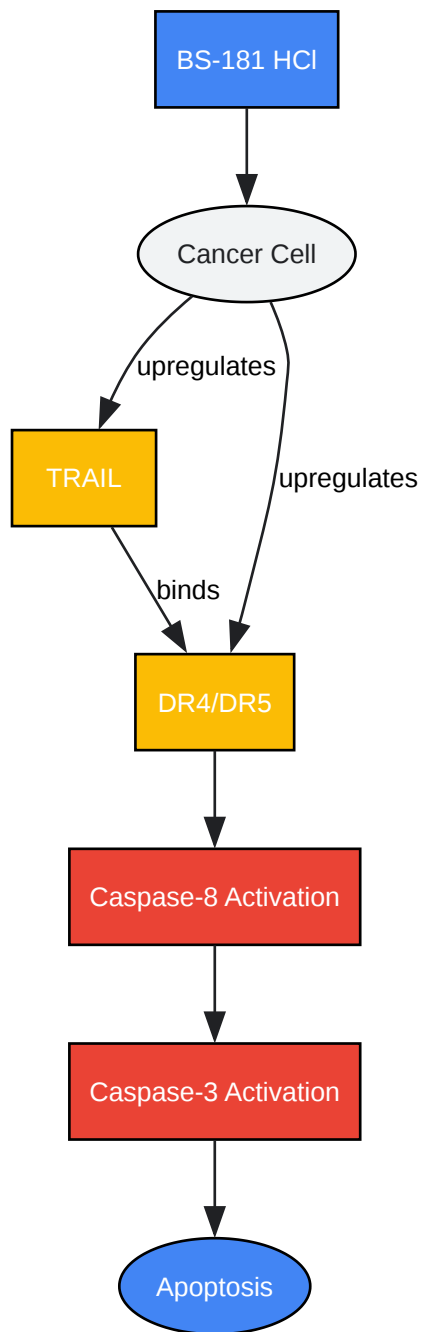 BS-181 HCl
Cancer Cell
upregulates
TRAIL
upregulates
binds
DR4/DR5
Caspase-8 Activation
Caspase-3 Activation
Apoptosis